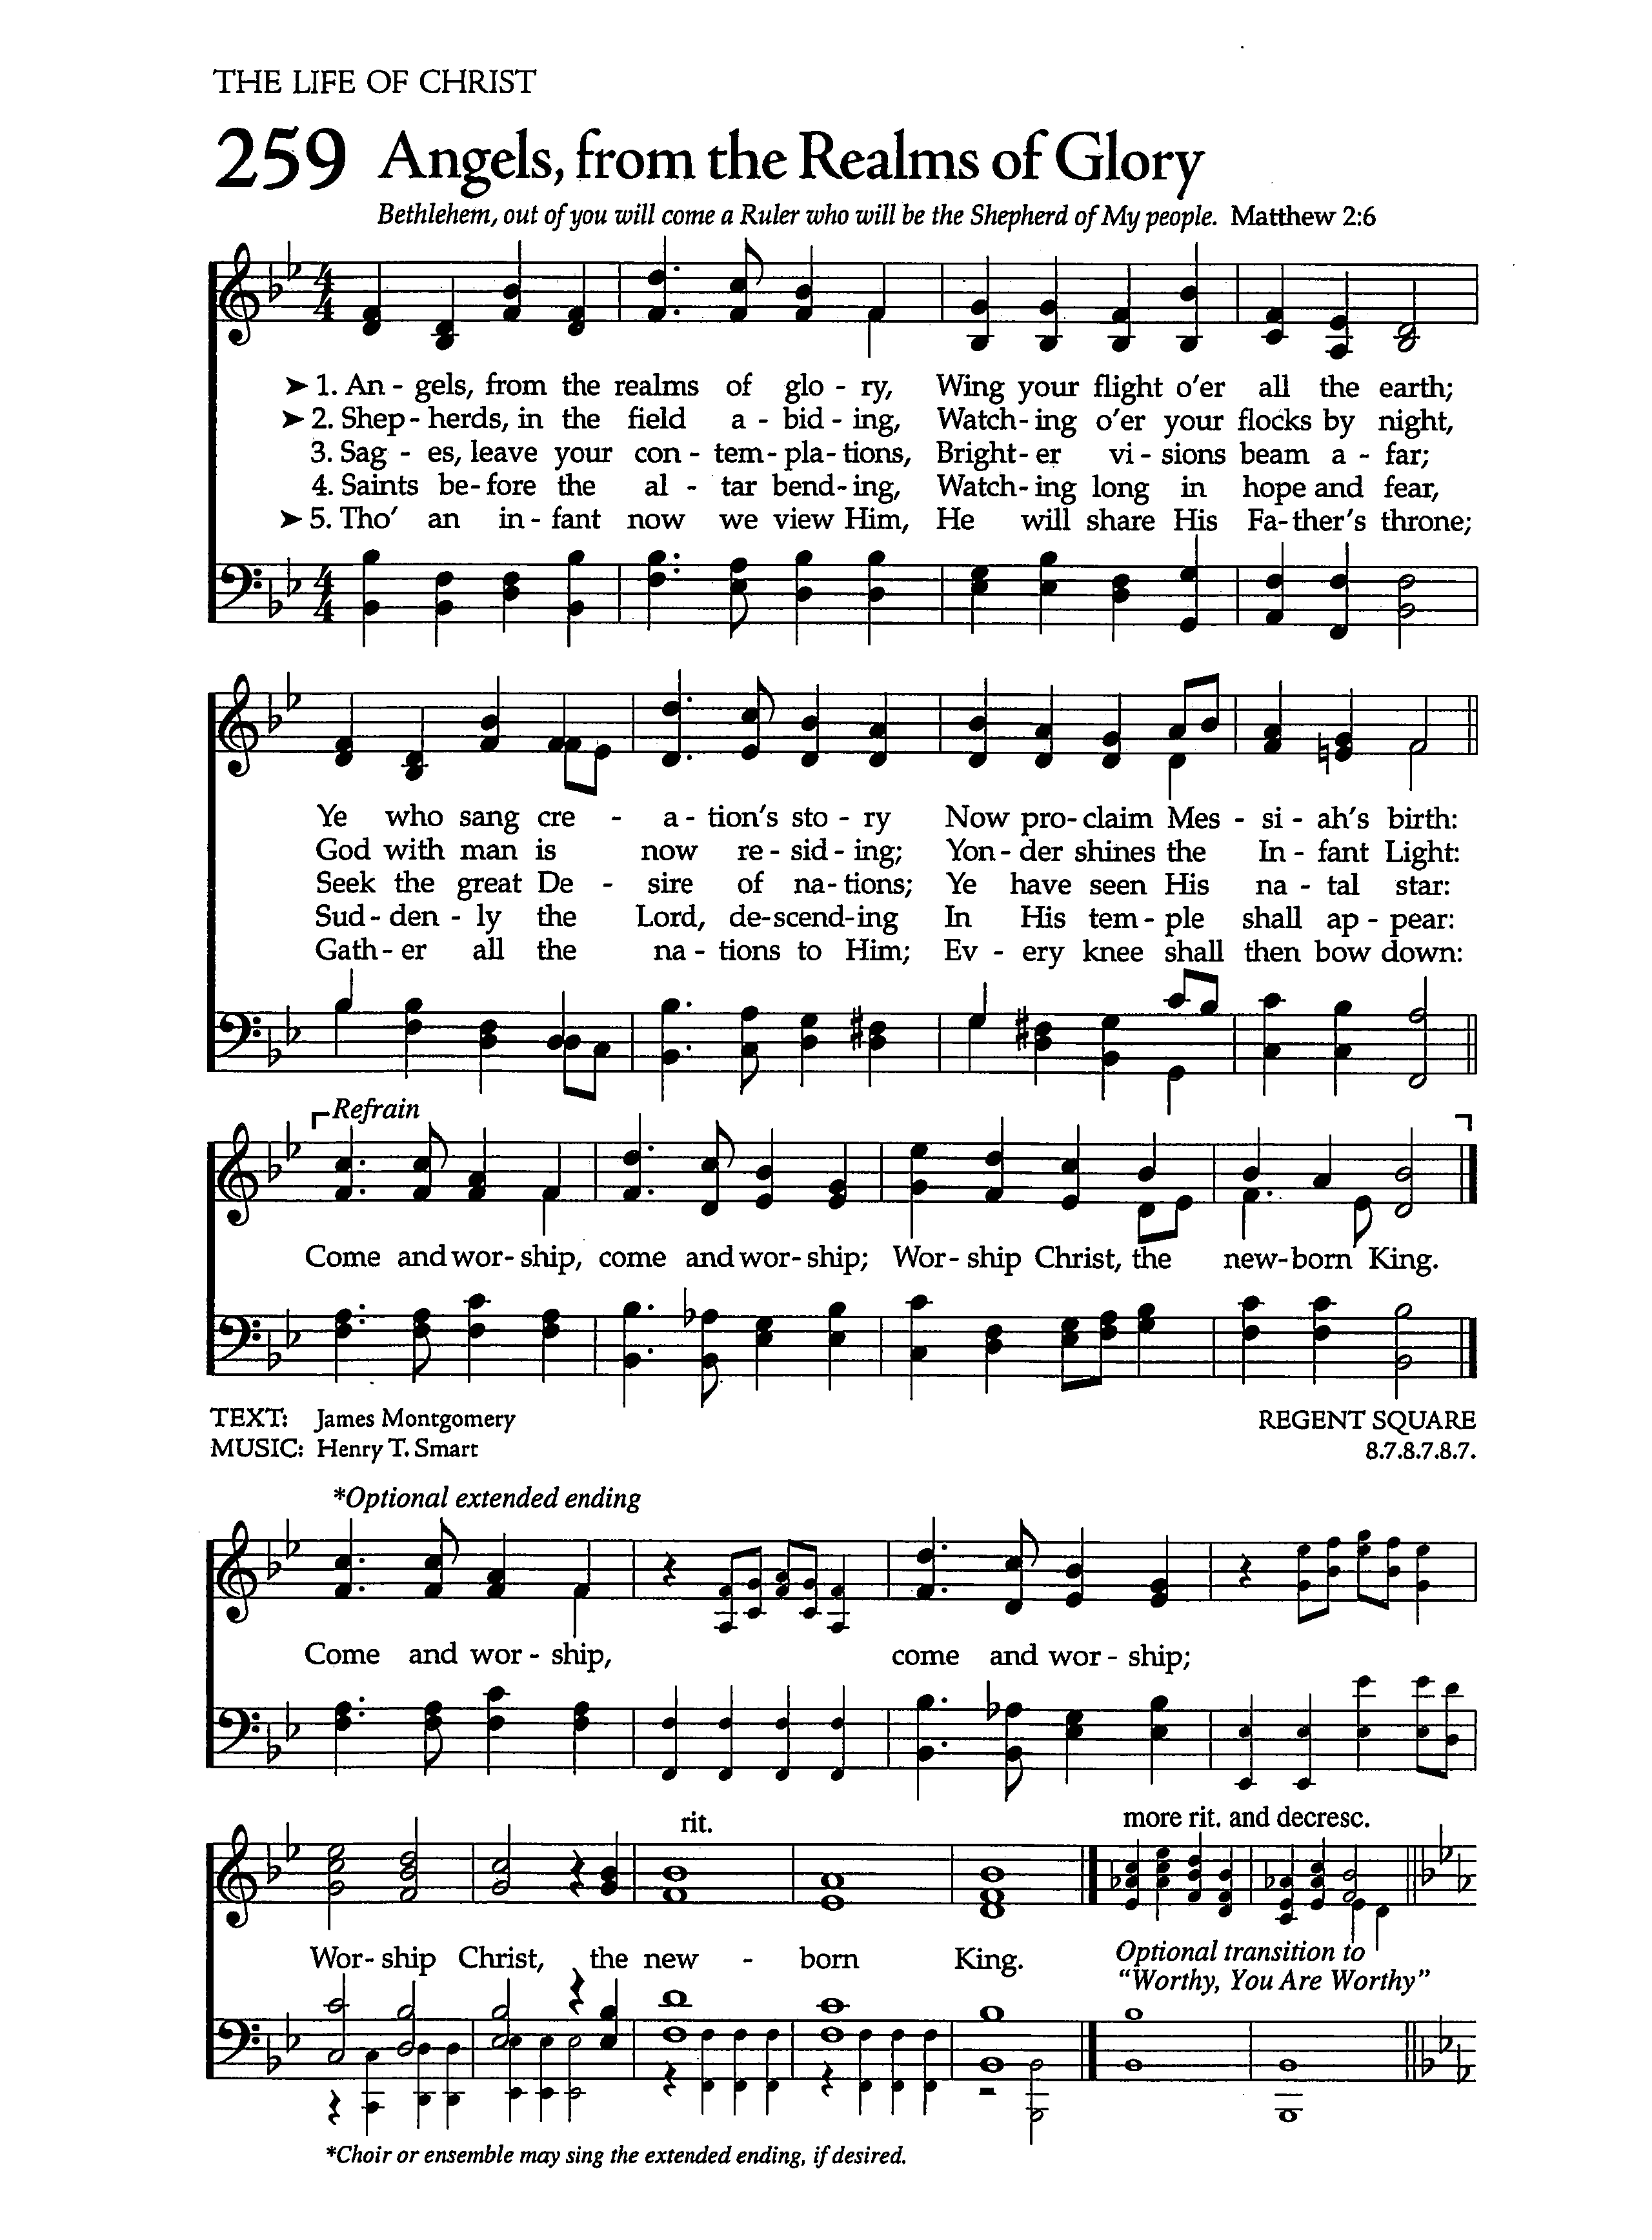 THE LIFE OF CHRIST
259 Angels, from the Realms of Glory
Bethlehem, out of you will come a Ruler who will be the Shepherd of My people. Matthew 2:6
➤ 1. An - gels, from the realms of glo - ry, Wing your flight o'er all the earth;
➤ 2. Shep - herds, in the field a - bid - ing, Watch - ing o'er your flocks by night,
3. Sag - es, leave your con - tem - pla - tions, Bright - er vi - sions beam a - far;
4. Saints be - fore the al - tar bend - ing, Watch - ing long in hope and fear,
➤ 5. Tho' an in - fant now we view Him, He will share His Fa - ther's throne;
Ye who sang cre - a - tion's sto - ry Now pro - claim Mes - si - ah's birth:
God with man is now re - sid - ing; Yon - der shines the In - fant Light:
Seek the great De - sire of na - tions; Ye have seen His na - tal star:
Sud - den - ly the Lord, de - scend - ing In His tem - ple shall ap - pear:
Gath - er all the na - tions to Him; Ev - ery knee shall then bow down:
Refrain
Come and wor - ship, come and wor - ship; Wor - ship Christ, the new - born King.
TEXT: James Montgomery REGENT SQUARE
MUSIC: Henry T. Smart 8.7.8.7.8.7.
*Optional extended ending
Come and wor - ship, come and wor - ship;
rit. more rit. and decresc.
Wor - ship Christ, the new - born King.
Optional transition to
"Worthy, You Are Worthy"
*Choir or ensemble may sing the extended ending, if desired.